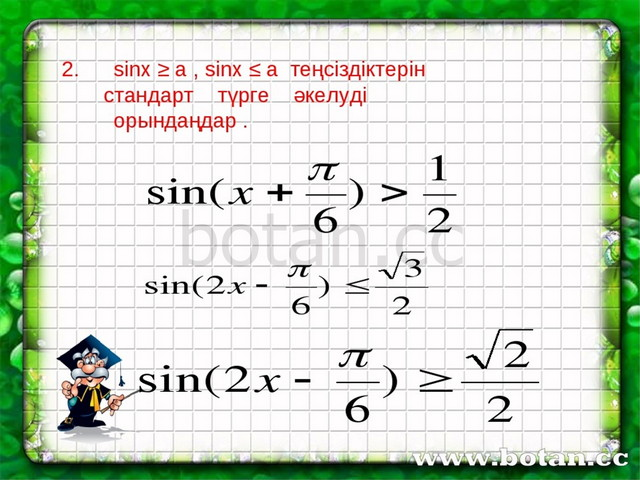 2. sinx ≥ a , sinx ≤ a теңсіздіктерін
стандарт түрге әкелуді
орындаңдар .
sin(x + π/6) > 1/2
botan.cc
sin(2x - π/6) ≤ √3/2
sin(2x - π/6) ≥ √2/2
www.botan.cc